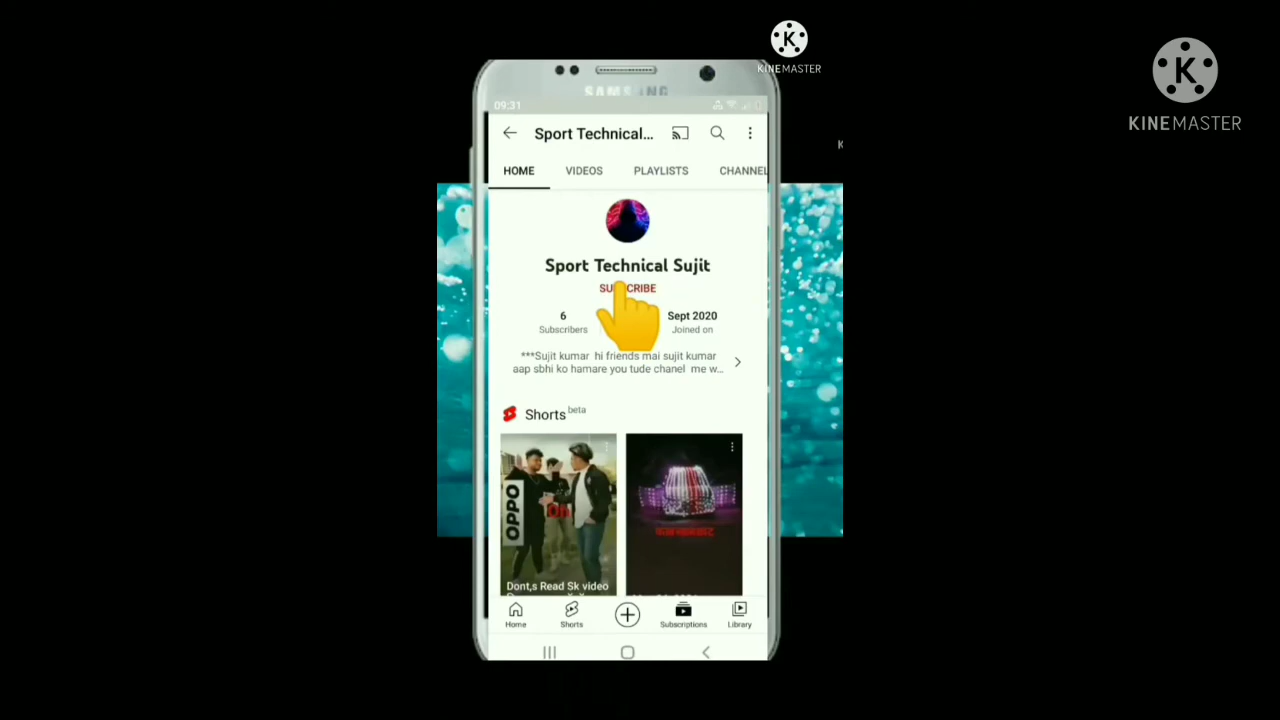 KINEMASTER
KINEMASTER
SAMSUNG
09:31
Sport Technical...
HOME VIDEOS PLAYLISTS CHANNEL
Sport Technical Sujit
SUBSCRIBE
6 Sept 2020
Subscribers Joined on
***Sujit kumar hi friends mai sujit kumar
aap sbhi ko hamare you tude chanel me w...
Shorts beta
OPPO
Dont,s Read Sk video
Home Shorts Subscriptions Library